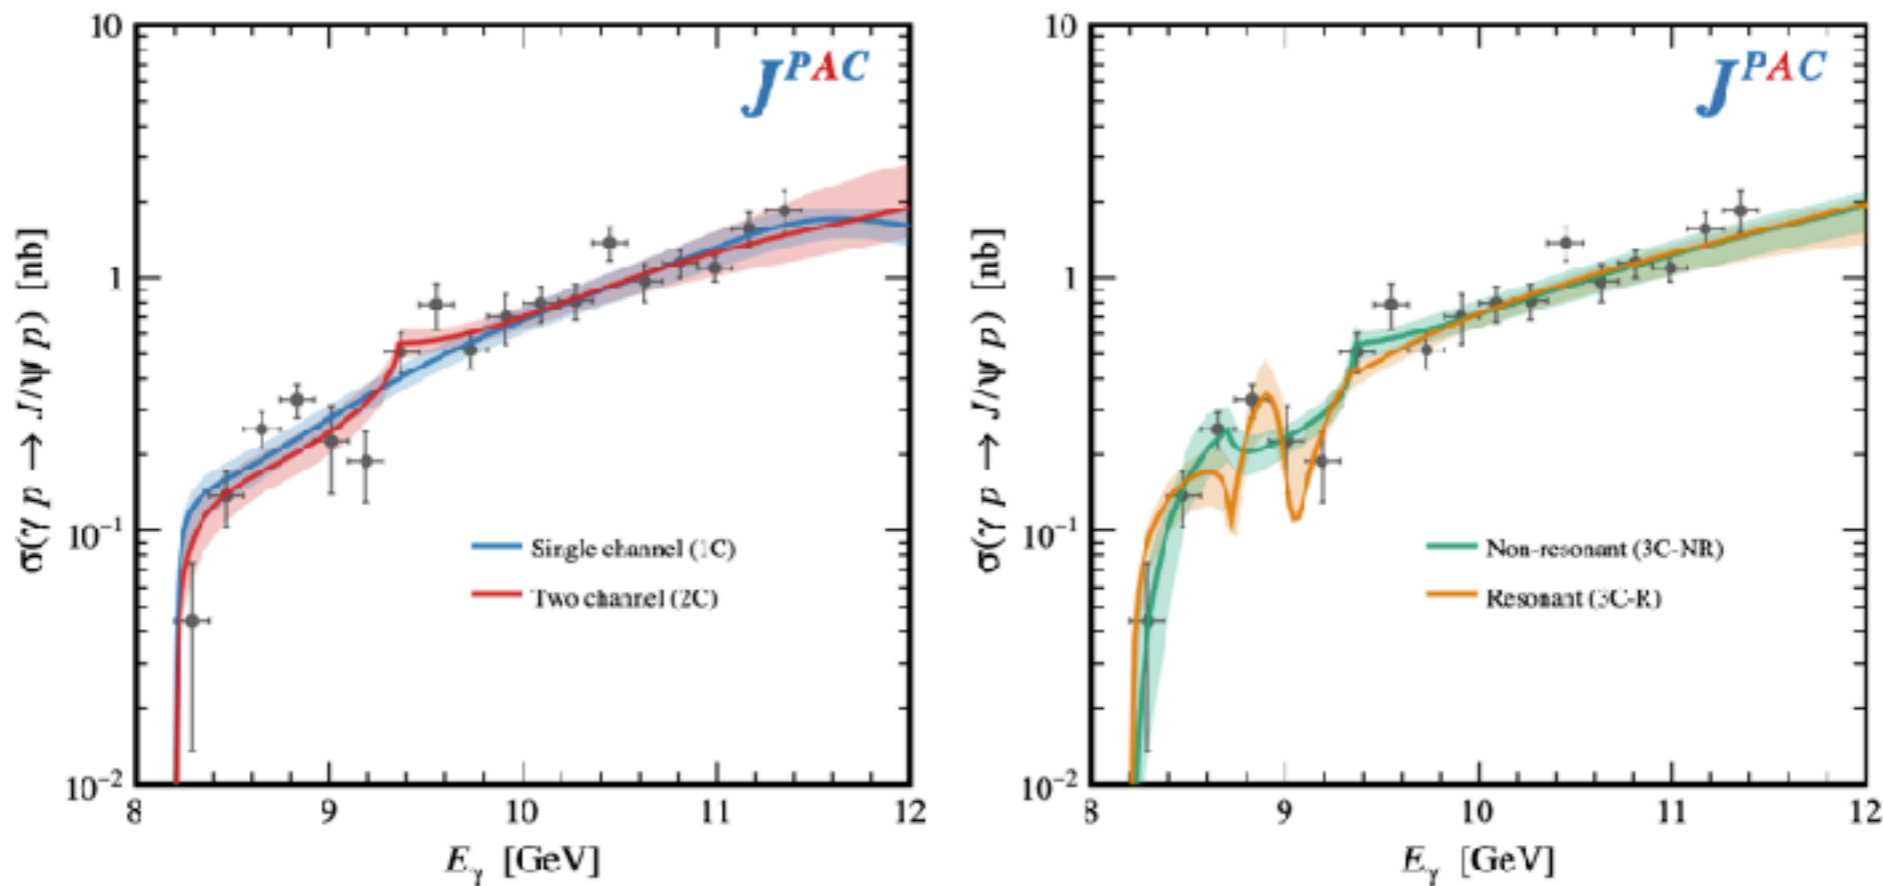 10
1
10⁻¹
10⁻²
σ(γ p → J/ψ p) [nb]
J^PAC
Single channel (1C)
Two channel (2C)
8 9 10 11 12
E_γ [GeV]
10
1
10⁻¹
10⁻²
σ(γ p → J/ψ p) [nb]
J^PAC
Non-resonant (3C-NR)
Resonant (3C-R)
8 9 10 11 12
E_γ [GeV]